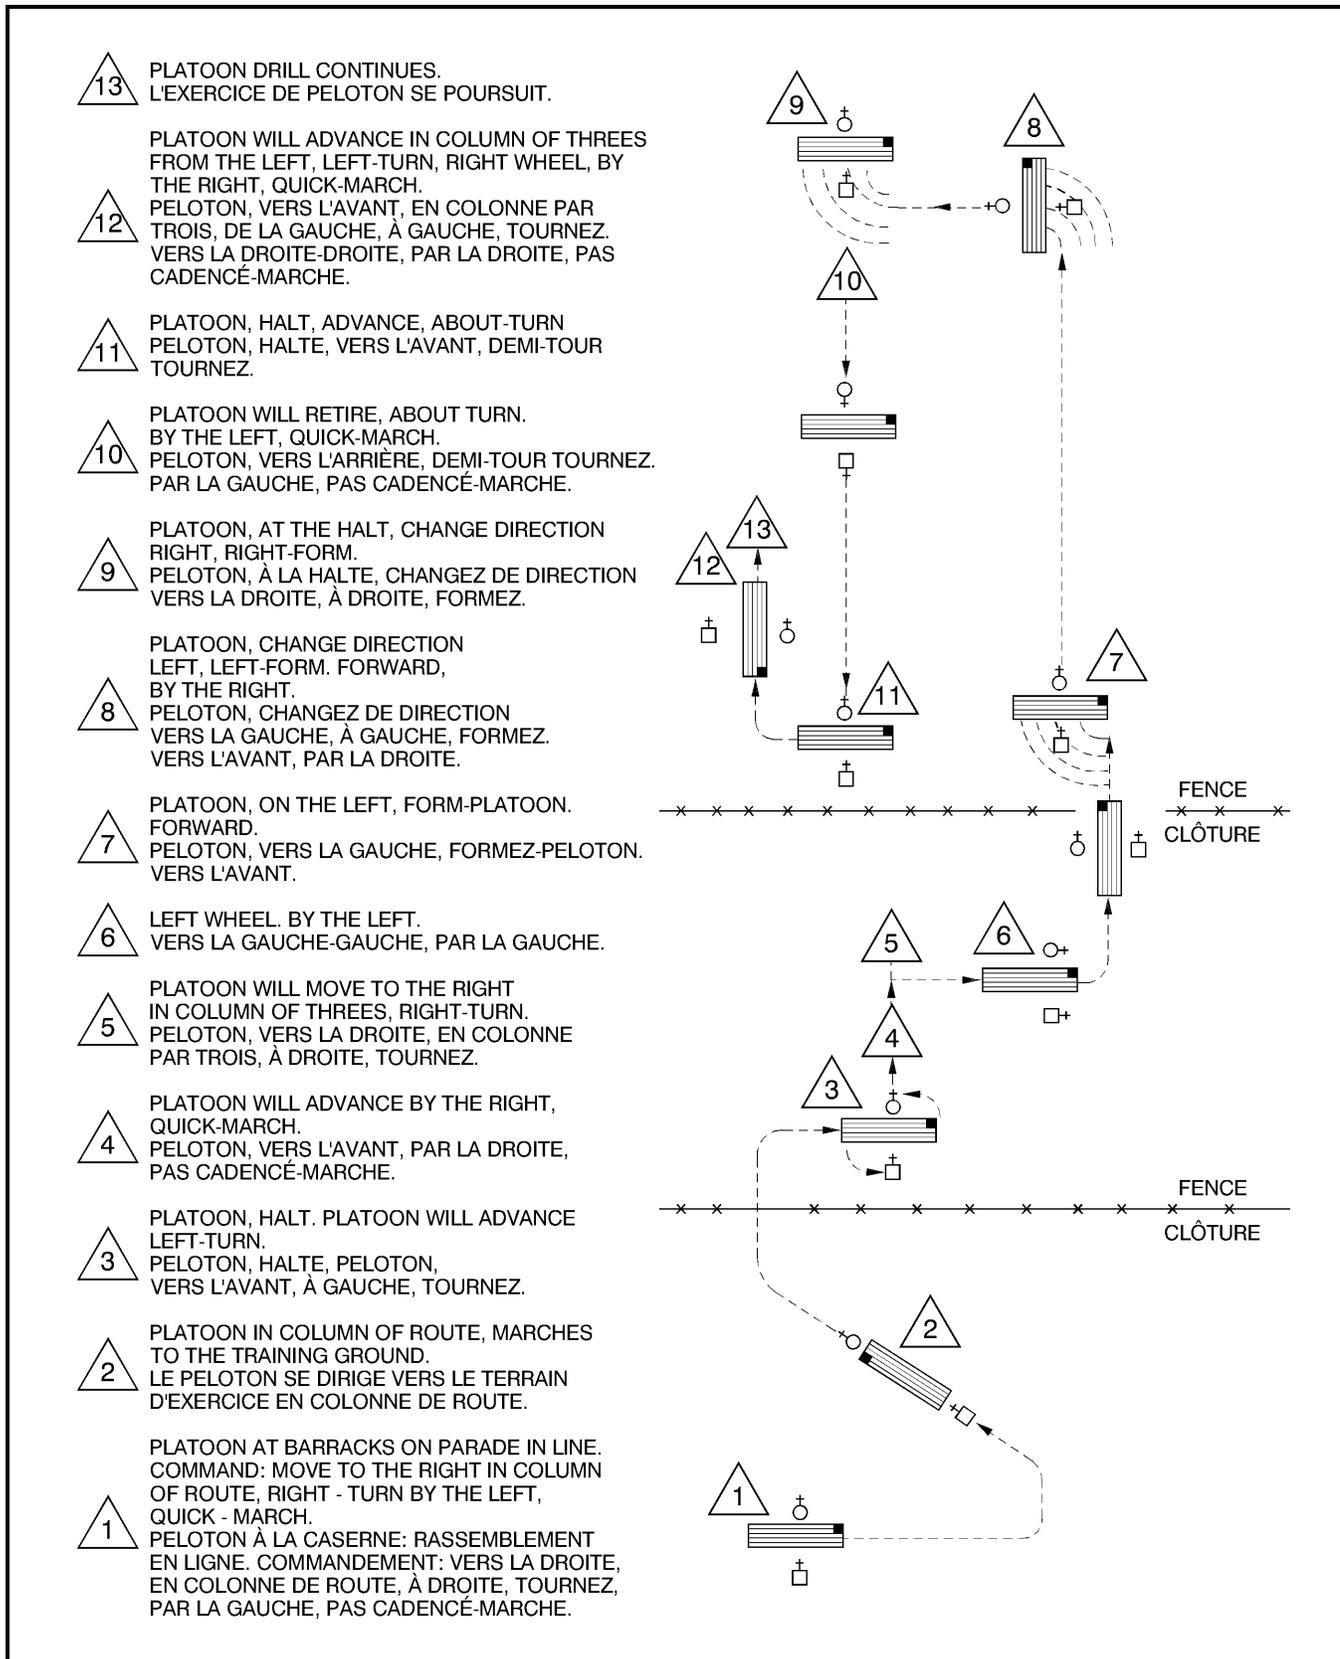 13
PLATOON DRILL CONTINUES.
L'EXERCICE DE PELOTON SE POURSUIT.
12
PLATOON WILL ADVANCE IN COLUMN OF THREES
FROM THE LEFT, LEFT-TURN, RIGHT WHEEL, BY
THE RIGHT, QUICK-MARCH.
PELOTON, VERS L'AVANT, EN COLONNE PAR
TROIS, DE LA GAUCHE, À GAUCHE, TOURNEZ.
VERS LA DROITE-DROITE, PAR LA DROITE, PAS
CADENCÉ-MARCHE.
11
PLATOON, HALT, ADVANCE, ABOUT-TURN
PELOTON, HALTE, VERS L'AVANT, DEMI-TOUR
TOURNEZ.
10
PLATOON WILL RETIRE, ABOUT TURN.
BY THE LEFT, QUICK-MARCH.
PELOTON, VERS L'ARRIÈRE, DEMI-TOUR TOURNEZ.
PAR LA GAUCHE, PAS CADENCÉ-MARCHE.
9
PLATOON, AT THE HALT, CHANGE DIRECTION
RIGHT, RIGHT-FORM.
PELOTON, À LA HALTE, CHANGEZ DE DIRECTION
VERS LA DROITE, À DROITE, FORMEZ.
8
PLATOON, CHANGE DIRECTION
LEFT, LEFT-FORM. FORWARD,
BY THE RIGHT.
PELOTON, CHANGEZ DE DIRECTION
VERS LA GAUCHE, À GAUCHE, FORMEZ.
VERS L'AVANT, PAR LA DROITE.
7
PLATOON, ON THE LEFT, FORM-PLATOON.
FORWARD.
PELOTON, VERS LA GAUCHE, FORMEZ-PELOTON.
VERS L'AVANT.
6
LEFT WHEEL. BY THE LEFT.
VERS LA GAUCHE-GAUCHE, PAR LA GAUCHE.
5
PLATOON WILL MOVE TO THE RIGHT
IN COLUMN OF THREES, RIGHT-TURN.
PELOTON, VERS LA DROITE, EN COLONNE
PAR TROIS, À DROITE, TOURNEZ.
4
PLATOON WILL ADVANCE BY THE RIGHT,
QUICK-MARCH.
PELOTON, VERS L'AVANT, PAR LA DROITE,
PAS CADENCÉ-MARCHE.
3
PLATOON, HALT. PLATOON WILL ADVANCE
LEFT-TURN.
PELOTON, HALTE, PELOTON,
VERS L'AVANT, À GAUCHE, TOURNEZ.
2
PLATOON IN COLUMN OF ROUTE, MARCHES
TO THE TRAINING GROUND.
LE PELOTON SE DIRIGE VERS LE TERRAIN
D'EXERCICE EN COLONNE DE ROUTE.
1
PLATOON AT BARRACKS ON PARADE IN LINE.
COMMAND: MOVE TO THE RIGHT IN COLUMN
OF ROUTE, RIGHT - TURN BY THE LEFT,
QUICK - MARCH.
PELOTON À LA CASERNE: RASSEMBLEMENT
EN LIGNE. COMMANDEMENT: VERS LA DROITE,
EN COLONNE DE ROUTE, À DROITE, TOURNEZ,
PAR LA GAUCHE, PAS CADENCÉ-MARCHE.
9
8
10
13
12
11
7
FENCE
CLÔTURE
5
6
4
3
FENCE
CLÔTURE
2
1